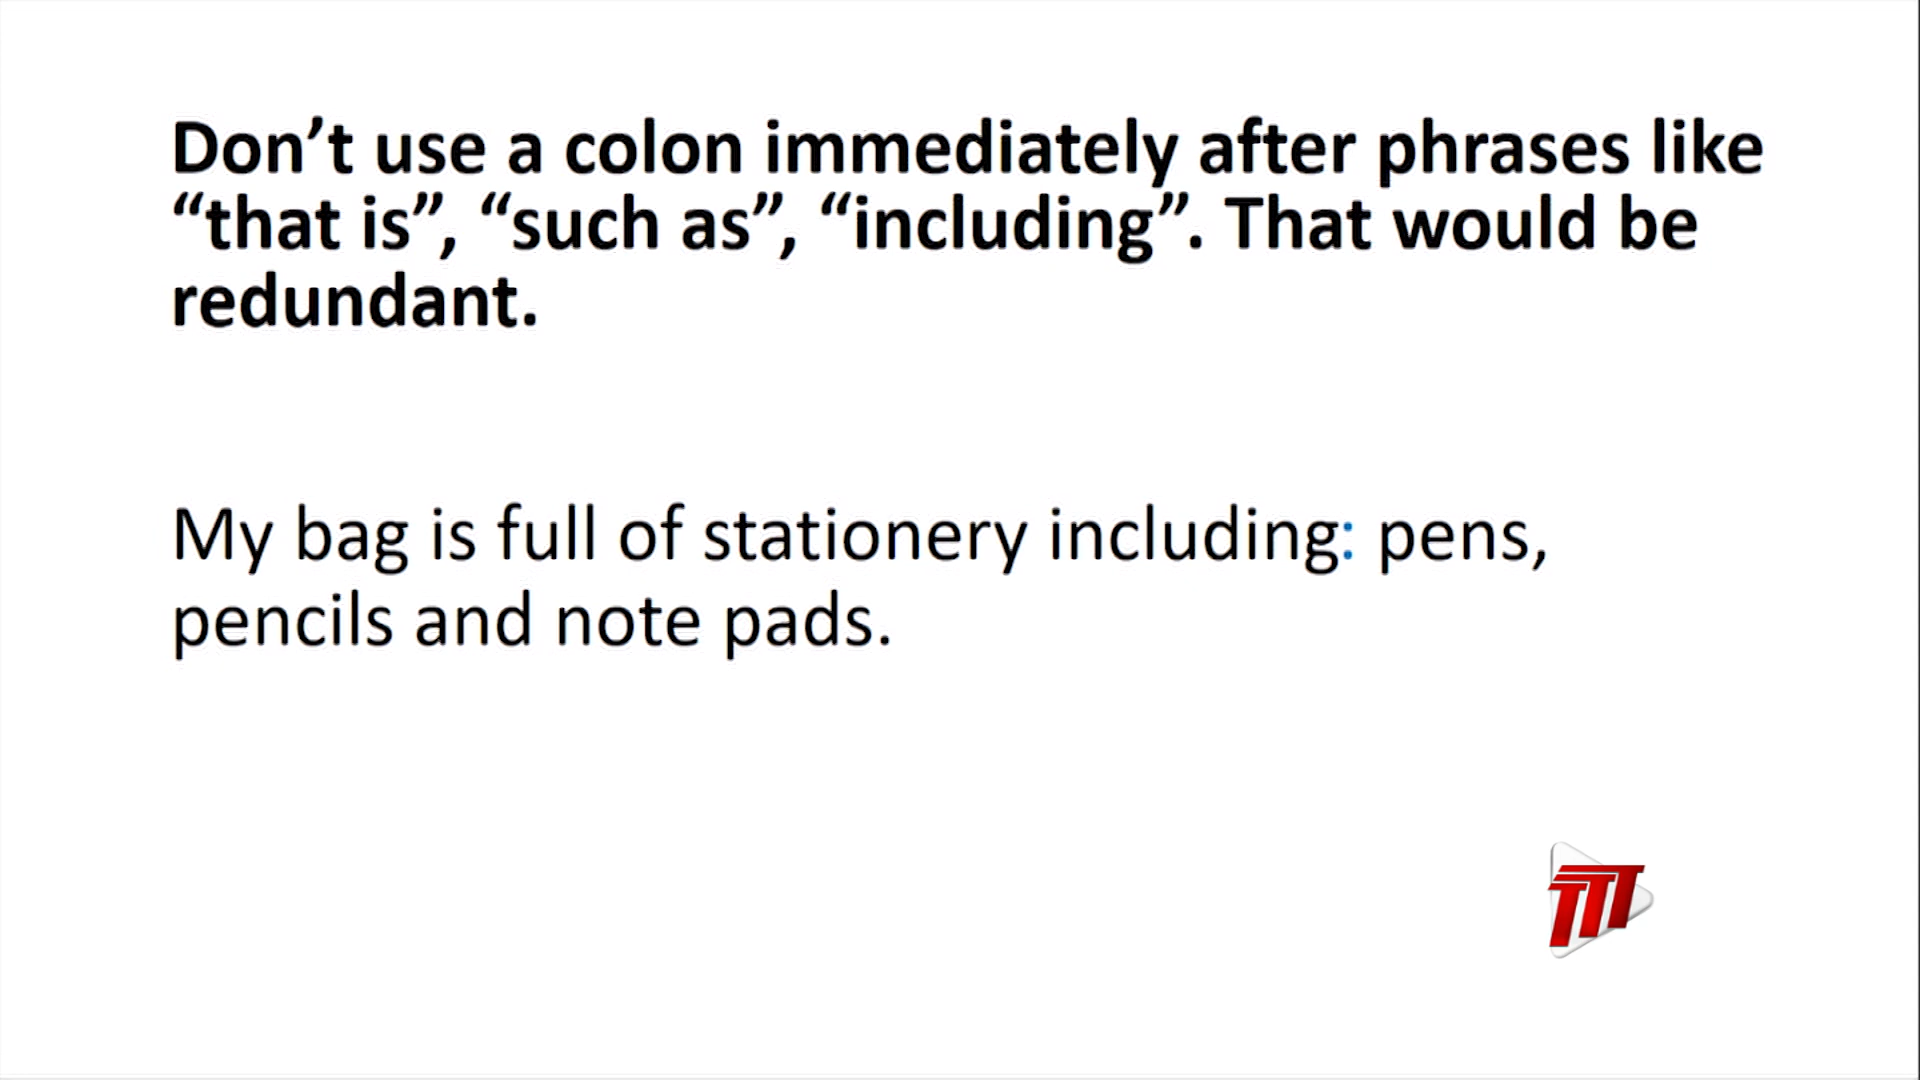 Don’t use a colon immediately after phrases like
“that is”, “such as”, “including”. That would be
redundant.
My bag is full of stationery including: pens,
pencils and note pads.
TTT